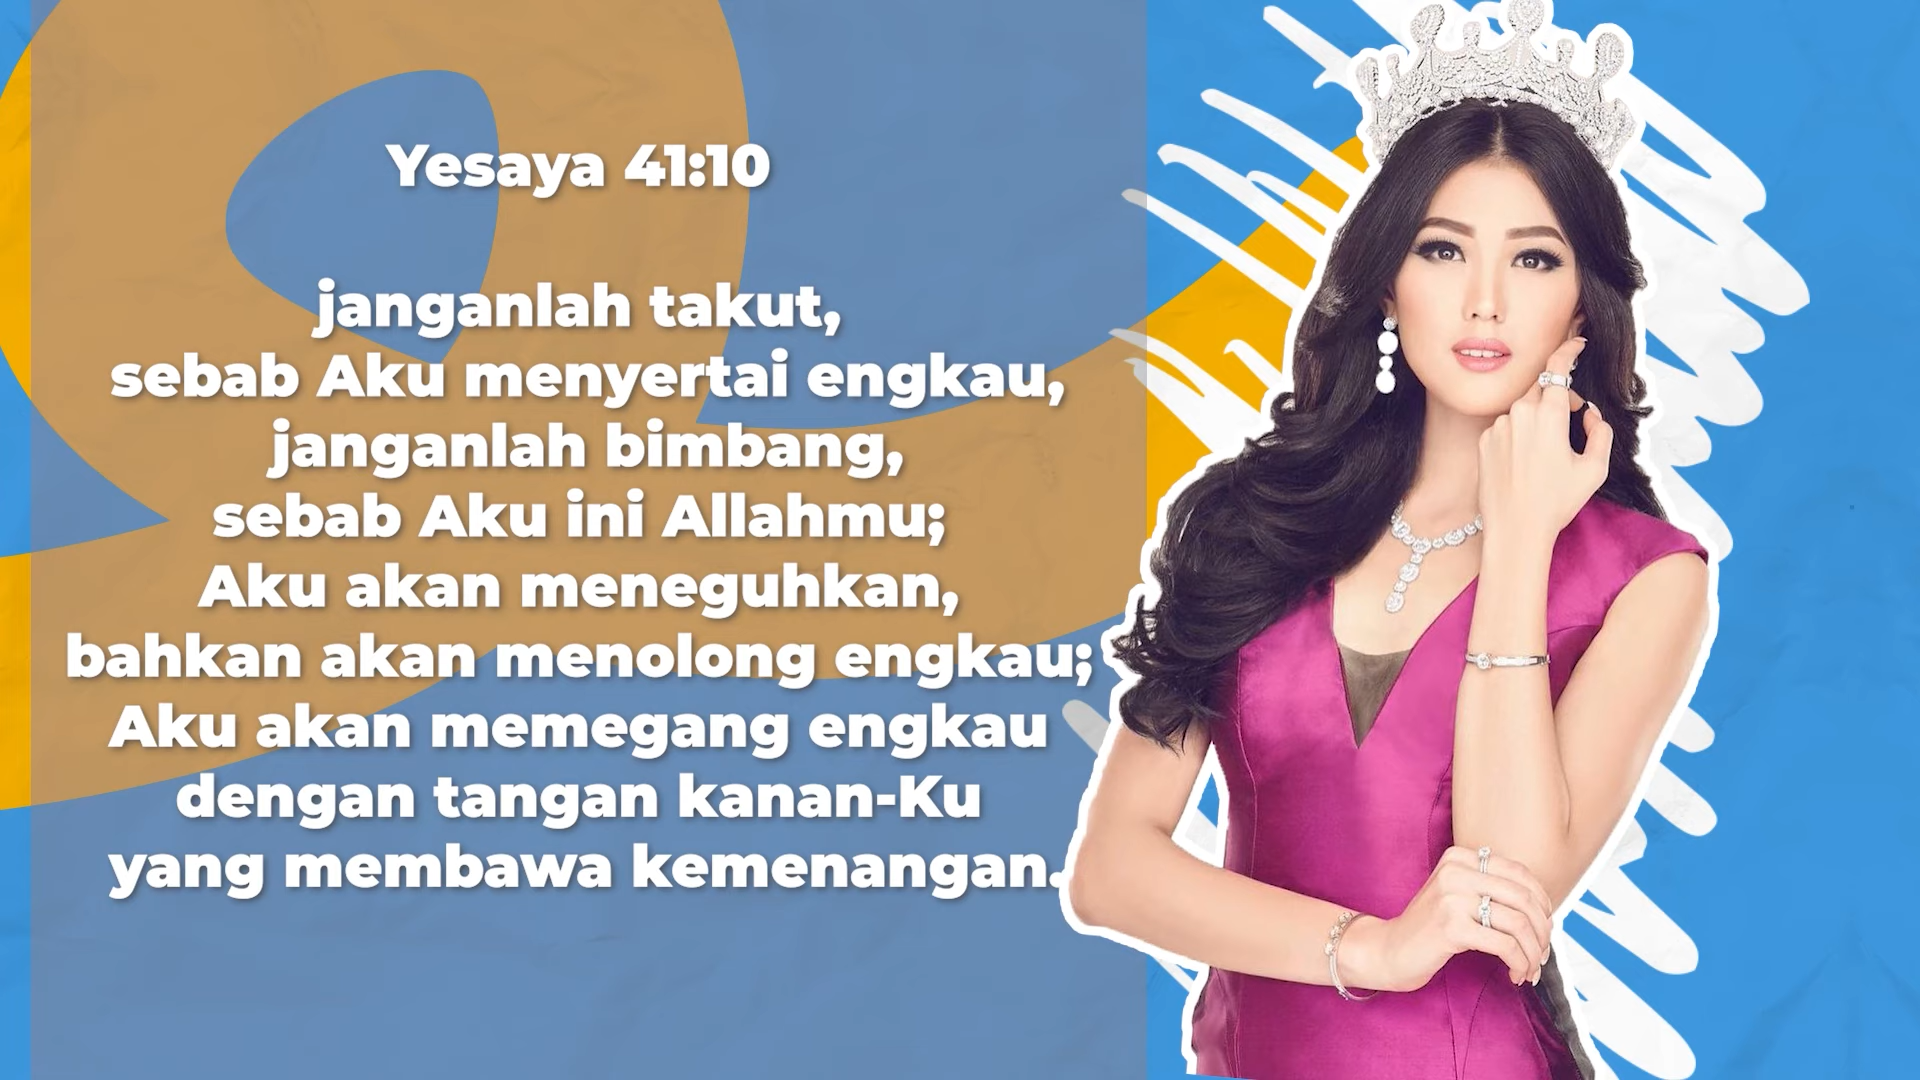 Yesaya 41:10
janganlah takut,
sebab Aku menyertai engkau,
janganlah bimbang,
sebab Aku ini Allahmu;
Aku akan meneguhkan,
bahkan akan menolong engkau;
Aku akan memegang engkau
dengan tangan kanan-Ku
yang membawa kemenangan.